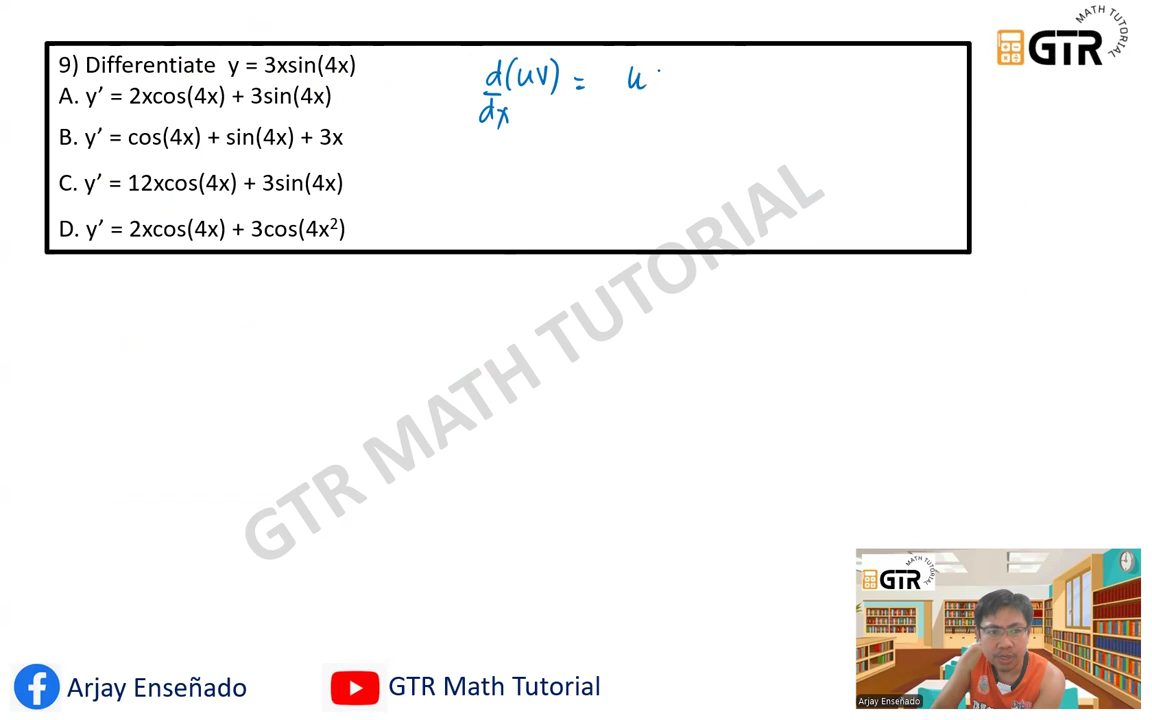 MATH TUTORIAL
GTR
9) Differentiate y = 3xsin(4x)
A. y’ = 2xcos(4x) + 3sin(4x)
B. y’ = cos(4x) + sin(4x) + 3x
C. y’ = 12xcos(4x) + 3sin(4x)
D. y’ = 2xcos(4x) + 3cos(4x²)
d/dx (uv) = u
GTR MATH TUTORIAL
MATH TUTORIAL
GTR
Arjay Enseñado
Arjay Enseñado
GTR Math Tutorial